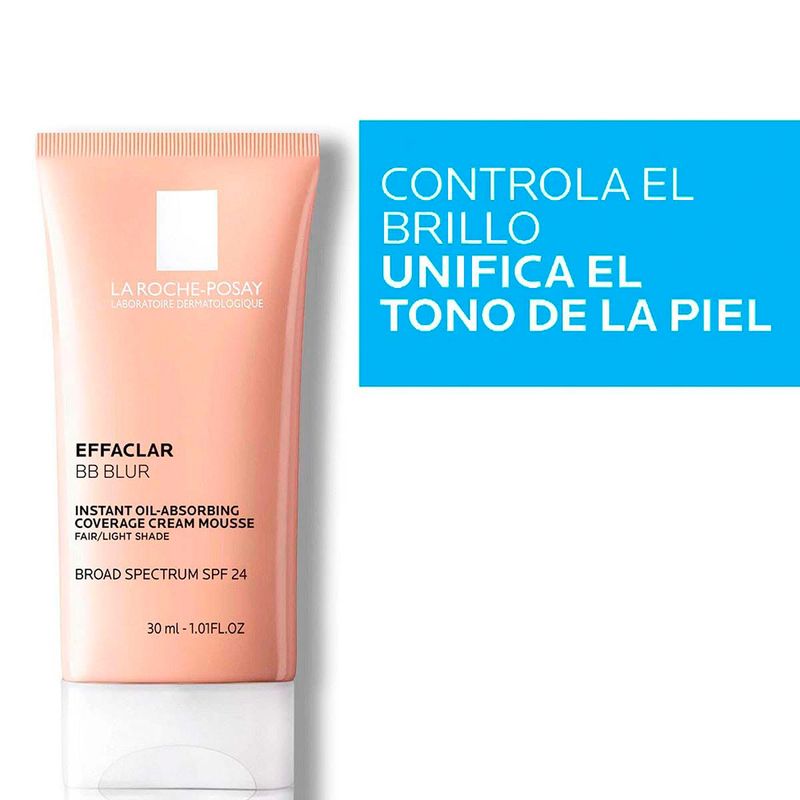 LA ROCHE-POSAY
LABORATOIRE DERMATOLOGIQUE
EFFACLAR
BB BLUR
INSTANT OIL-ABSORBING
COVERAGE CREAM MOUSSE
FAIR/LIGHT SHADE
BROAD SPECTRUM SPF 24
30 ml - 1.01FL.OZ
CONTROLA EL
BRILLO
UNIFICA EL
TONO DE LA PIEL